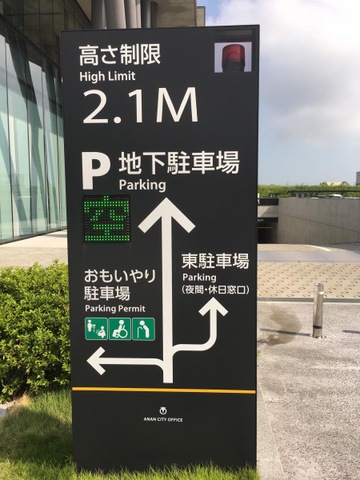 高さ制限
High Limit
2.1M
P 地下駐車場
Parking
空
おもいやり
駐車場
Parking Permit
東駐車場
Parking
(夜間・休日窓口)
ANAN CITY OFFICE